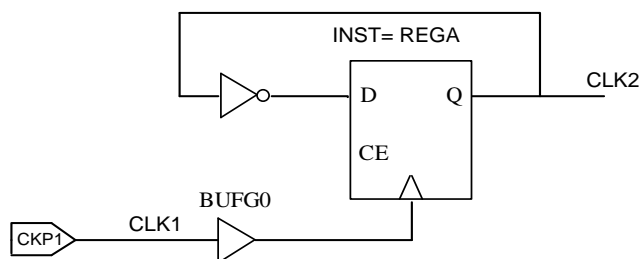 INST= REGA
CLK2
D
Q
CE
BUFG0
CLK1
CKP1